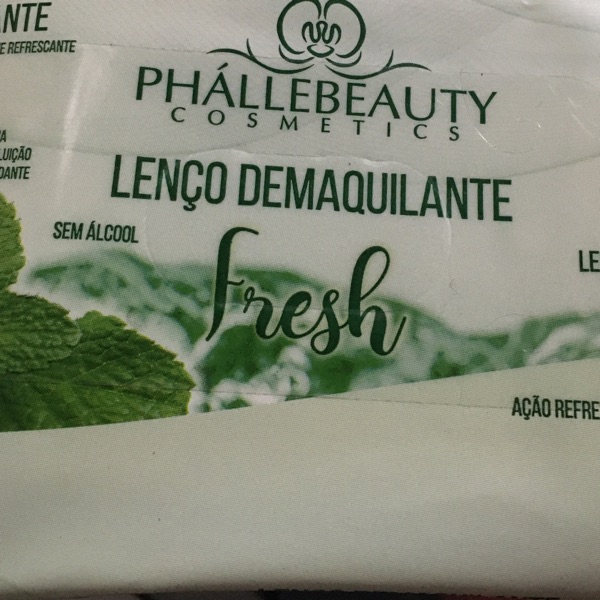 ANTE
E REFRESCANTE
PHÁLLEBEAUTY
COSMETICS
A
LUIÇÃO
DANTE
LENÇO DEMAQUILANTE
SEM ÁLCOOL
Fresh
LE
AÇÃO REFRE